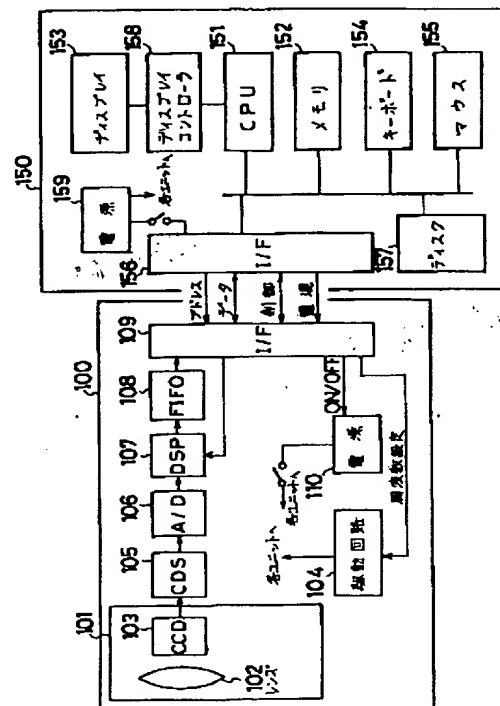 150
153
ディスプレイ
158
ディスプレイ
コントローラ
151
CPU
152
メモリ
154
キーボード
155
マウス
159
電源
各ユニットへ
156
I/F
157
ディスク
アドレス
データ
制御
電源
100
109
I/F
108
FIFO
107
DSP
106
A/D
105
CDS
101
103
CCD
102
レンズ
ON/OFF
110
電源
各ユニットへ
104
駆動回路
各ユニットへ
周波数設定